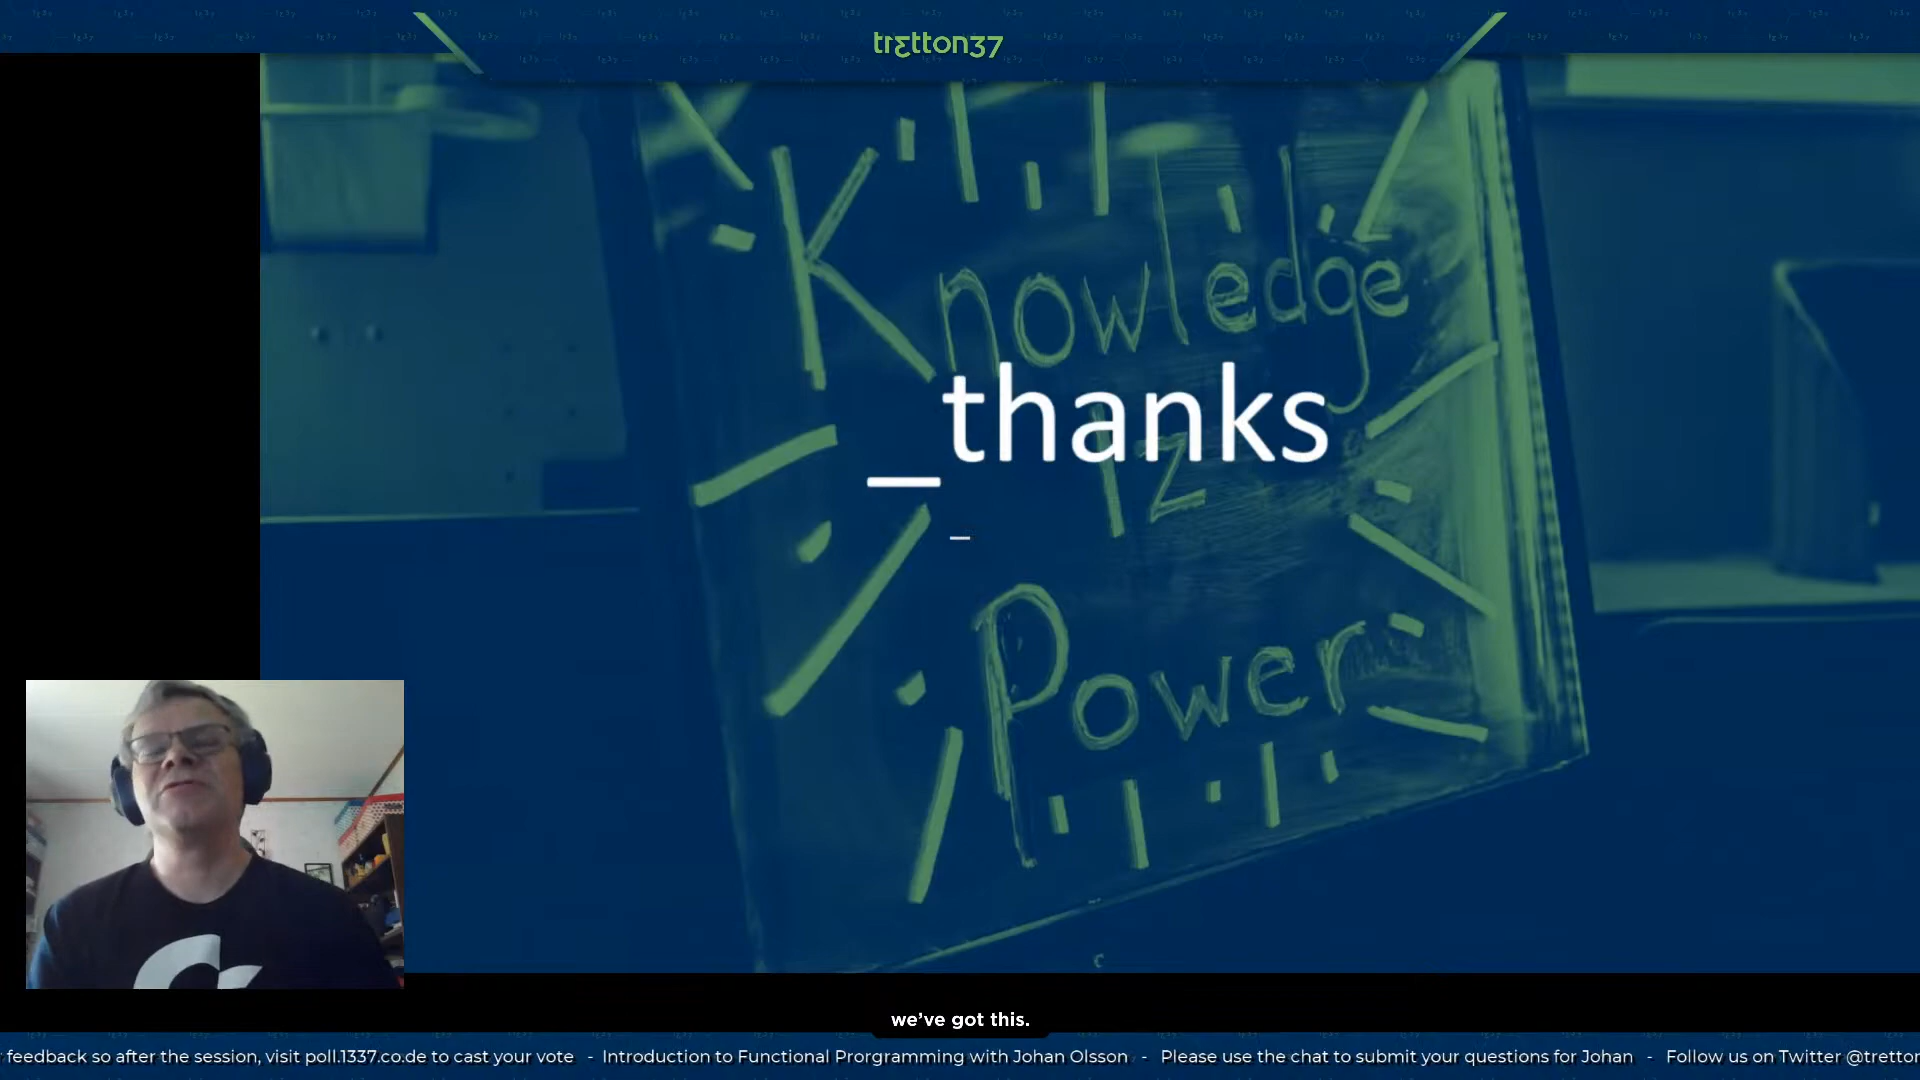 trɛtton37
Knowledge
_thanks
IZ
_
Power
we've got this.
feedback so after the session, visit poll.1337.co.de to cast your vote - Introduction to Functional Prorgramming with Johan Olsson - Please use the chat to submit your questions for Johan - Follow us on Twitter @tretton